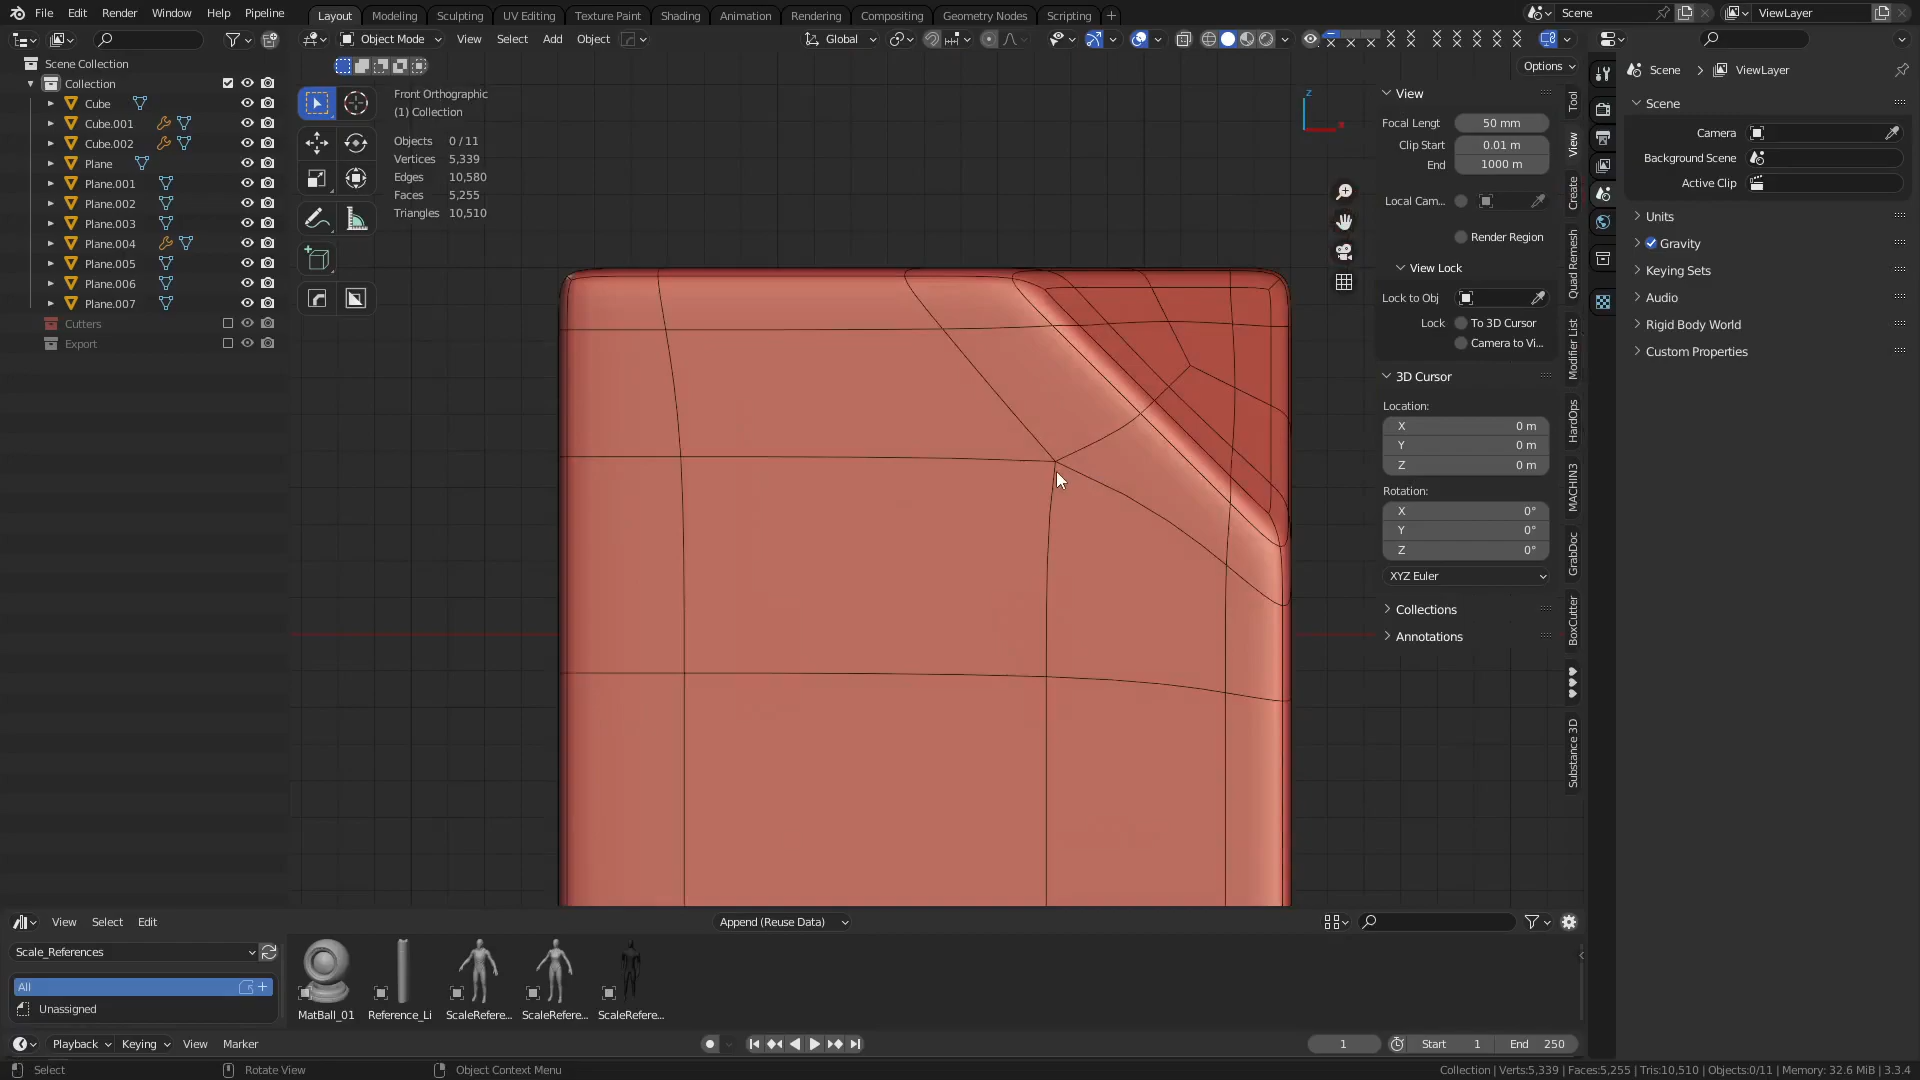 File Edit Render Window Help Pipeline
Layout Modeling Sculpting UV Editing Texture Paint Shading Animation Rendering Compositing Geometry Nodes Scripting +
Scene ViewLayer
Object Mode View Select Add Object Global
Options
Scene Collection
Collection
Cube
Cube.001
Cube.002
Plane
Plane.001
Plane.002
Plane.003
Plane.004
Plane.005
Plane.006
Plane.007
Cutters
Export
Front Orthographic
(1) Collection
Objects 0 / 11
Vertices 5,339
Edges 10,580
Faces 5,255
Triangles 10,510
Z
View
Focal Lengt 50 mm
Clip Start 0.01 m
End 1000 m
Local Cam...
Render Region
View Lock
Lock to Obj
Lock To 3D Cursor
Camera to Vi...
3D Cursor
Location:
X 0 m
Y 0 m
Z 0 m
Rotation:
X 0°
Y 0°
Z 0°
XYZ Euler
Collections
Annotations
Tool
View
Create
Quad Remesh
Modifier List
HardOps
MACHIN3
GrabDoc
BoxCutter
♥♥♥
Substance 3D
Scene > ViewLayer
Scene
Camera
Background Scene
Active Clip
Units
Gravity
Keying Sets
Audio
Rigid Body World
Custom Properties
View Select Edit
Append (Reuse Data)
Scale_References
All
Unassigned
MatBall_01 Reference_Li ScaleRefere... ScaleRefere... ScaleRefere...
Playback Keying View Marker
1 Start 1 End 250
Select Rotate View Object Context Menu
Collection | Verts:5,339 | Faces:5,255 | Tris:10,510 | Objects:0/11 | Memory: 32.6 MiB | 3.3.4